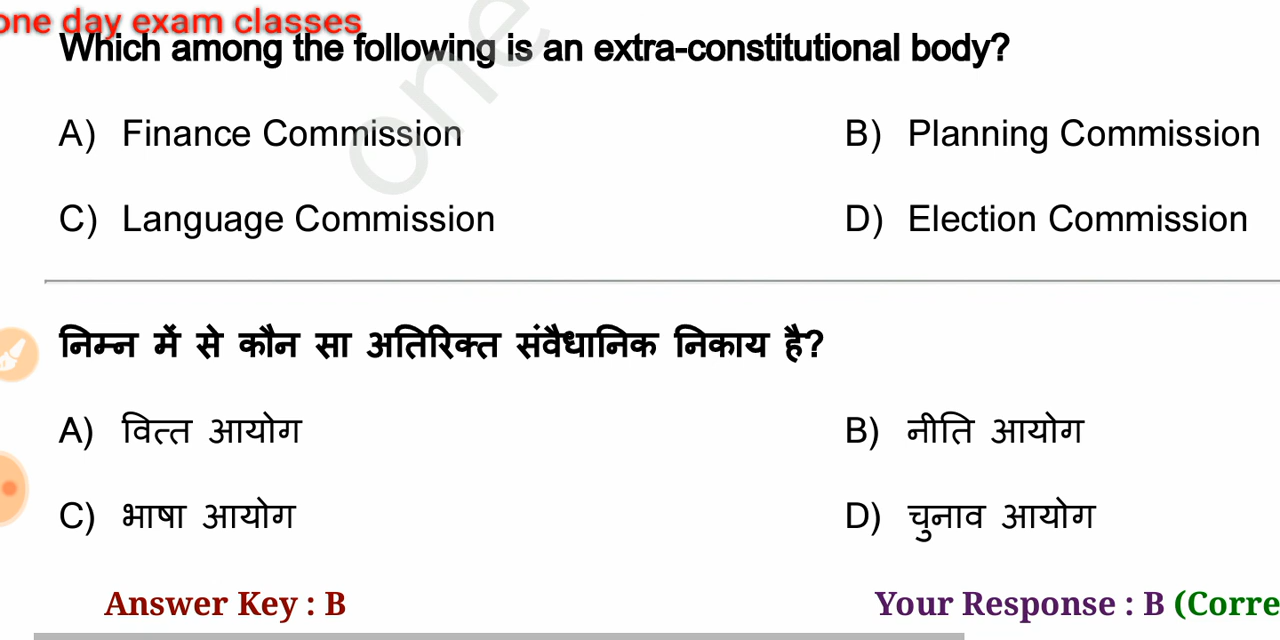 one day exam classes
Which among the following is an extra-constitutional body?
one
A) Finance Commission B) Planning Commission
C) Language Commission D) Election Commission
निम्न में से कौन सा अतिरिक्त संवैधानिक निकाय है?
A) वित्त आयोग B) नीति आयोग
C) भाषा आयोग D) चुनाव आयोग
Answer Key : B Your Response : B (Corre